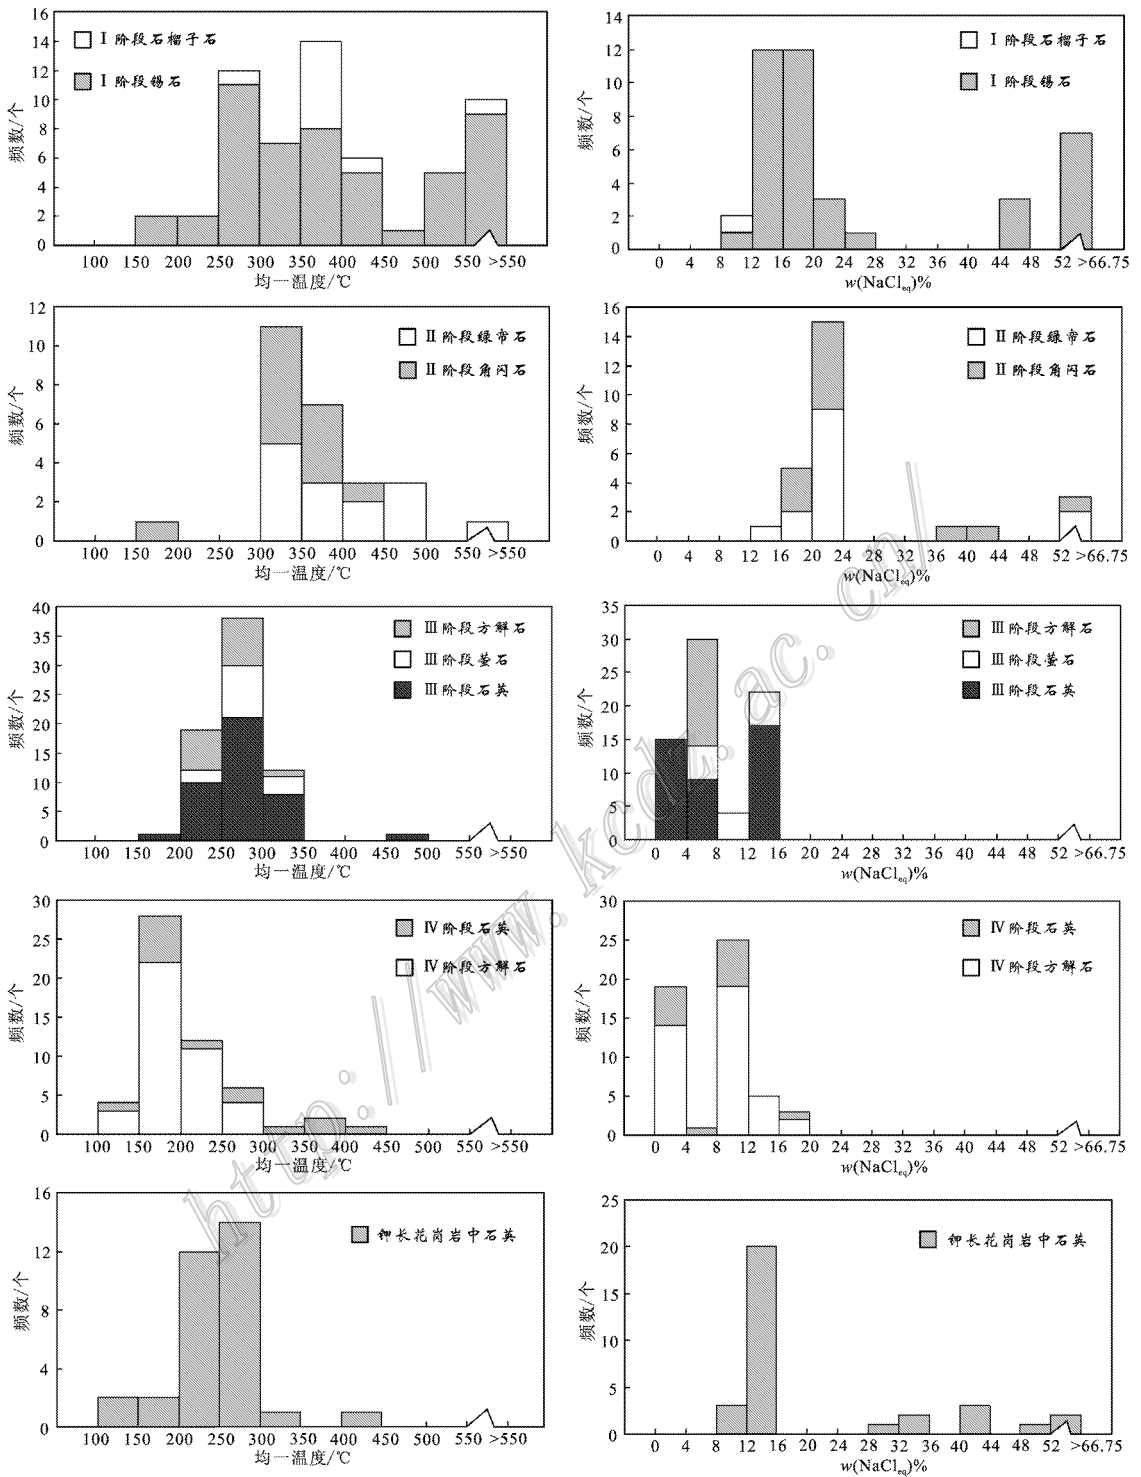 16
14
12
10
8
6
4
2
0
频数/个
Ⅰ阶段石榴子石
Ⅰ阶段锡石
100 150 200 250 300 350 400 450 500 550 >550
均一温度/℃
14
12
10
8
6
4
2
0
频数/个
Ⅰ阶段石榴子石
Ⅰ阶段锡石
0 4 8 12 16 20 24 28 40 44 48 52 >66.75
w(NaCleq)%
12
10
8
6
4
2
0
频数/个
Ⅱ阶段绿帘石
Ⅱ阶段角闪石
100 150 200 250 300 350 400 450 500 550 >550
均一温度/℃
16
14
12
10
8
6
4
2
0
频数/个
Ⅱ阶段绿帘石
Ⅱ阶段角闪石
0 4 8 12 16 20 24 28 32 36 40 44 48 52 >66.75
w(NaCleq)%
40
35
30
25
20
15
10
5
0
频数/个
Ⅲ阶段方解石
Ⅲ阶段萤石
Ⅲ阶段石英
100 150 200 250 300 350 400 450 500 550 >550
均一温度/℃
35
30
25
20
15
10
5
0
频数/个
Ⅲ阶段方解石
Ⅲ阶段萤石
Ⅲ阶段石英
0 4 8 12 16 20 24 28 36 40 44 48 52 >66.75
w(NaCleq)%
30
25
20
15
10
5
0
频数/个
Ⅳ阶段石英
Ⅳ阶段方解石
100 150 200 250 300 350 400 450 500 550 >550
均一温度/℃
30
25
20
15
10
5
0
频数/个
Ⅳ阶段石英
Ⅳ阶段方解石
0 4 8 12 16 20 24 28 32 36 40 44 48 52 >66.75
w(NaCleq)%
16
12
8
4
0
频数/个
钾长花岗岩中石英
100 150 200 250 300 350 400 450 500 550 >550
均一温度/℃
25
20
15
10
5
0
频数/个
钾长花岗岩中石英
0 4 8 12 16 20 24 28 32 36 40 44 48 52 >66.75
w(NaCleq)%
http://www.kcdz.ac.cn/